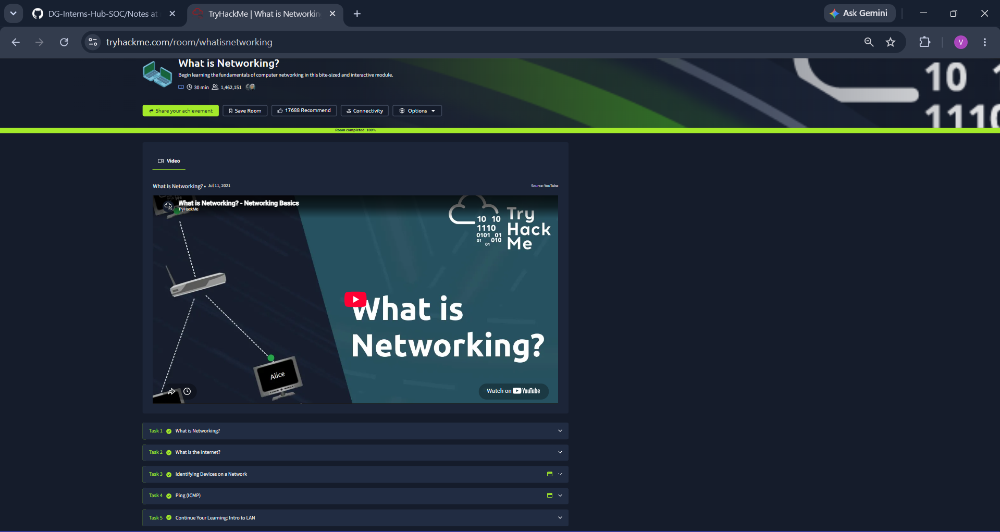 DG-Interns-Hub-SOC/Notes at
TryHackMe | What is Networkin
Ask Gemini
tryhackme.com/room/whatisnetworking
V
What is Networking?
Begin learning the fundamentals of computer networking in this bite-sized and interactive module.
30 min 1,462,151
Share your achievement
Save Room
17688 Recommend
Connectivity
Options
10
1110
Room completed: 100%
Video
What is Networking? • Jul 11, 2021
Source: YouTube
What is Networking? - Networking Basics
TryHackMe
10 10
1110
0101 01
01 01 010
Try
Hack
Me
What is
Networking?
Alice
Watch on YouTube
Task 1 What is Networking?
Task 2 What is the Internet?
Task 3 Identifying Devices on a Network
Task 4 Ping (ICMP)
Task 5 Continue Your Learning: Intro to LAN